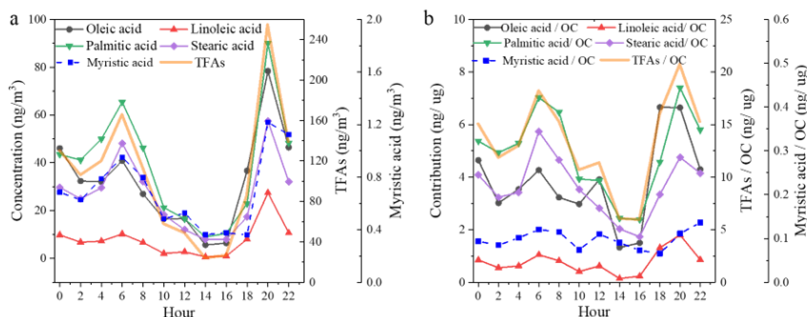 a
Oleic acid
Linoleic acid
Palmitic acid
Stearic acid
Myristic acid
TFAs
Concentration (ng/m³)
100
80
60
40
20
0
TFAs (ng/m³)
240
200
160
120
80
40
0
Myristic acid (ng/m³)
2.0
1.6
1.2
0.8
0.4
0.0
0 2 4 6 8 10 12 14 16 18 20 22
Hour
b
Oleic acid / OC
Linoleic acid/ OC
Palmitic acid/ OC
Stearic acid/ OC
Myristic acid / OC
TFAs / OC
Contribution (ng/ ug)
10
8
6
4
2
0
TFAs / OC (ng/ ug)
25
20
15
10
5
0
Myristic acid / OC (ng/ ug)
0.6
0.5
0.4
0.3
0.2
0.1
0.0
0 2 4 6 8 10 12 14 16 18 20 22
Hour